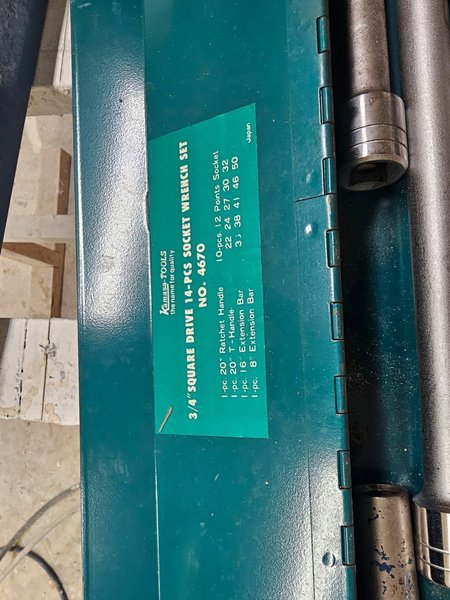 Kamasa-TOOLS
the name for quality
3/4"SQUARE DRIVE 14-PCS SOCKET WRENCH SET
NO. 4670
1-pc. 20" Ratchet Handle
1-pc. 20" T-Handle
1-pc. 16" Extension Bar
1-pc. 8" Extension Bar
10-pcs. 12 Points Socket
22 24 27 30 32
38 41 46 50
Japan